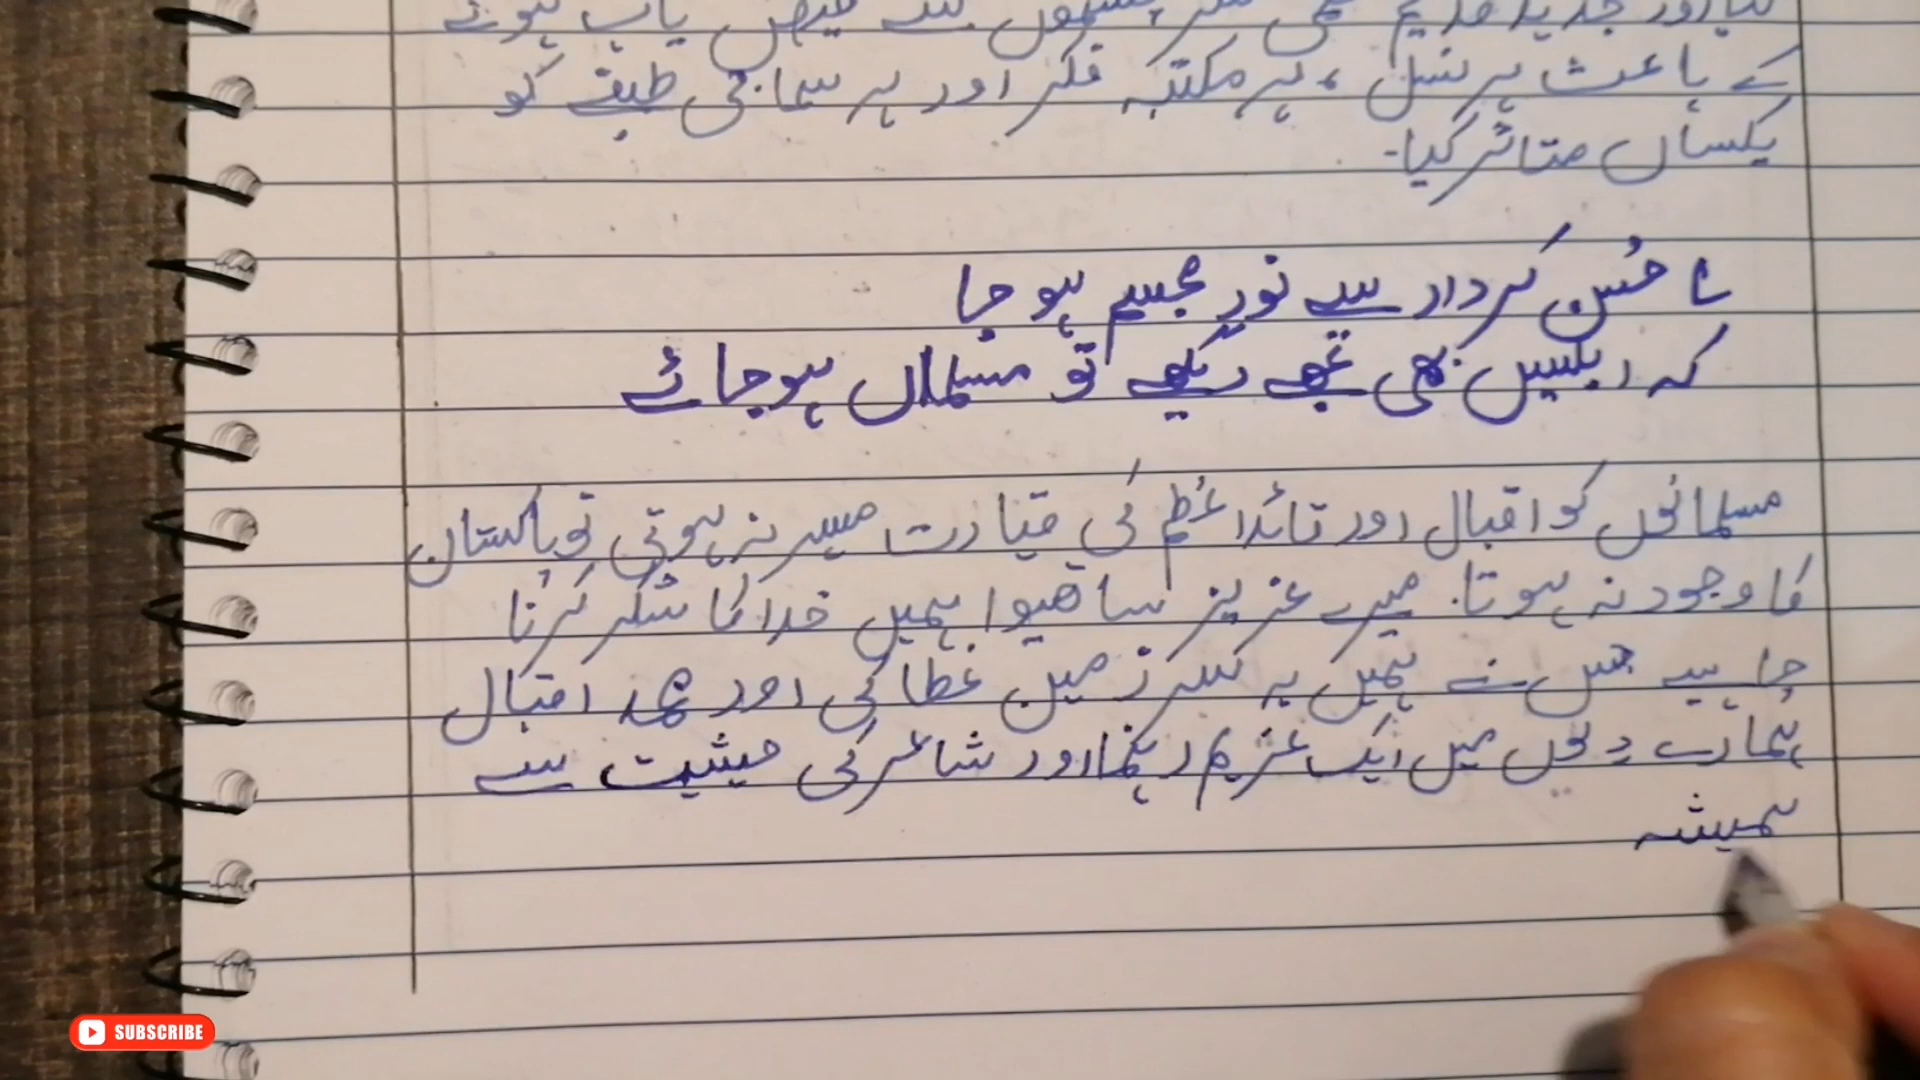 کے باعث ہر نسل ، ہر مکتبہ فکر اور ہر سماجی طبقے کو
یکساں متاثر کیا۔
؎ حُسن کردار سے نورِ مجسم ہو جا
کہ ابلیس بھی تجھے دیکھے تو مسلماں ہو جائے
مسلمانوں کو اقبال اور قائداعظم کی قیادت میسر نہ ہوتی تو پاکستان
کا وجود نہ ہوتا۔ میرے عزیز ساتھیو! ہمیں خدا کا شکر کرنا
چاہیے جس نے ہمیں یہ سرزمین عطا کی اور محمد اقبال
ہمارے دلوں میں ایک عزیم رہنما اور شاعر کی حیثیت سے
ہمیشہ
SUBSCRIBE